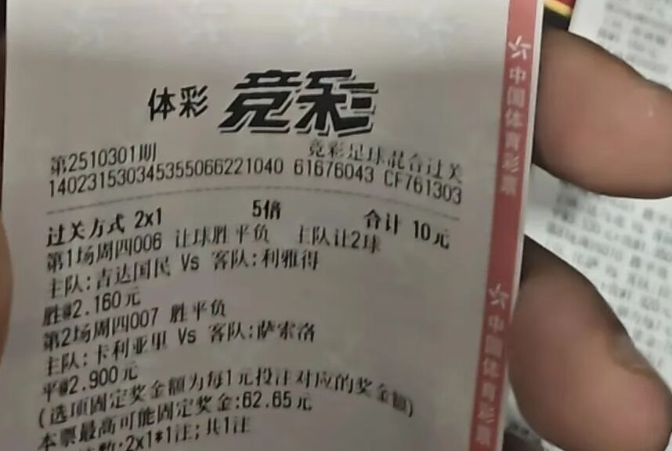 体彩 竞彩
第2510301期 竞彩足球混合过关
140231530345355066221040 61676043 CF761303
过关方式 2x1 5倍 合计 10元
第1场周四006 让球胜平负 主队让2球
主队:吉达国民 Vs 客队:利雅得
胜@2.160元
第2场周四007 胜平负
主队:卡利亚里 Vs 客队:萨索洛
平@2.900元
(选项固定奖金额为每1元投注对应的奖金额)
本票最高可能固定奖金:62.65元
数:2x1*1注;共1注
中国体育彩票
中国体育彩票